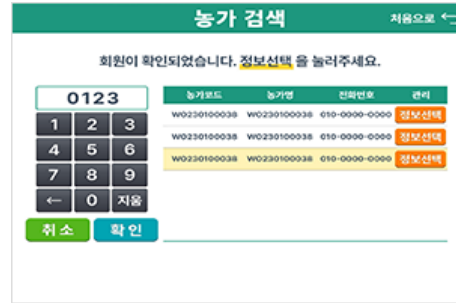 농가 검색
처음으로
회원이 확인되었습니다. 정보선택 을 눌러주세요.
0123
1 2 3
4 5 6
7 8 9
← 0 지움
취소 확인
농가코드 농가명 전화번호 관리
W0230100038 W0230100038 010-0000-0000 정보선택
W0230100038 W0230100038 010-0000-0000 정보선택
W0230100038 W0230100038 010-0000-0000 정보선택